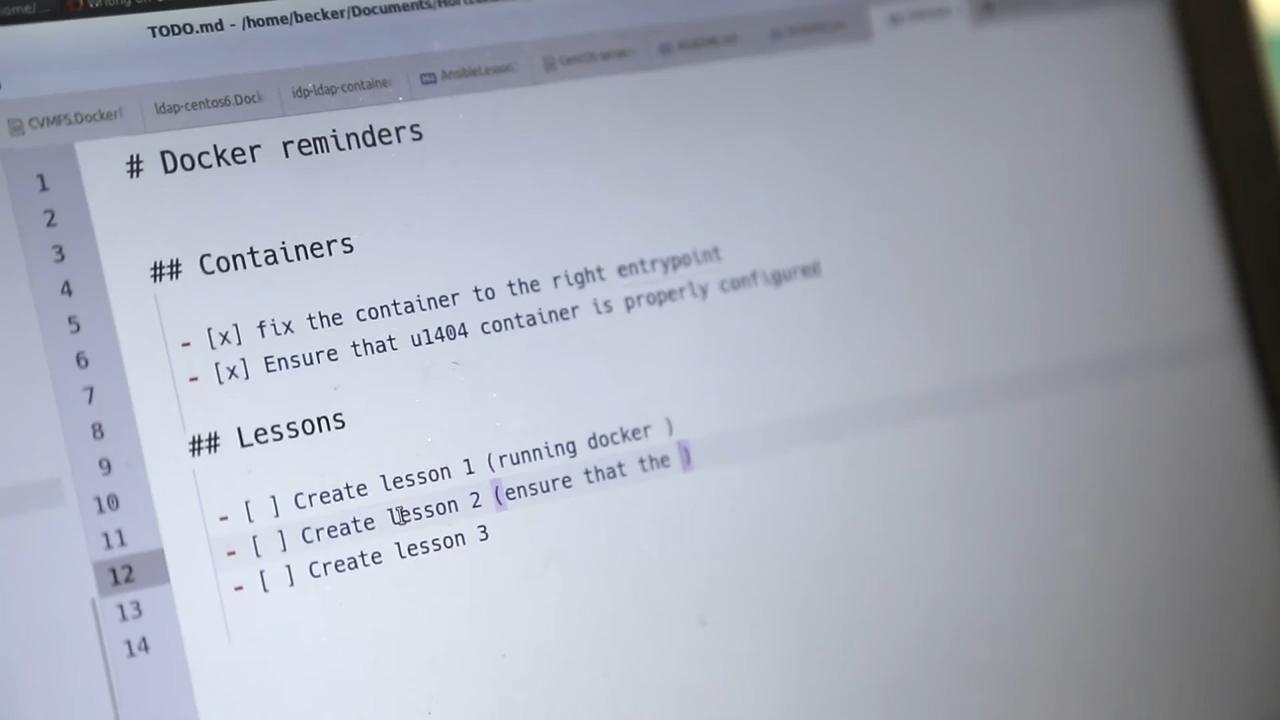 TODO.md - /home/becker/Documents/
CVMFS.Dockerf
ldap-centos6.Dock
idp-ldap-containe
AnsibleLesson
1
2
3
4
5
6
7
8
9
10
11
12
13
14
# Docker reminders
## Containers
- [x] fix the container to the right entrypoint
- [x] Ensure that u1404 container is properly configured
## Lessons
- [ ] Create lesson 1 (running docker )
- [ ] Create lesson 2 (ensure that the )
- [ ] Create lesson 3